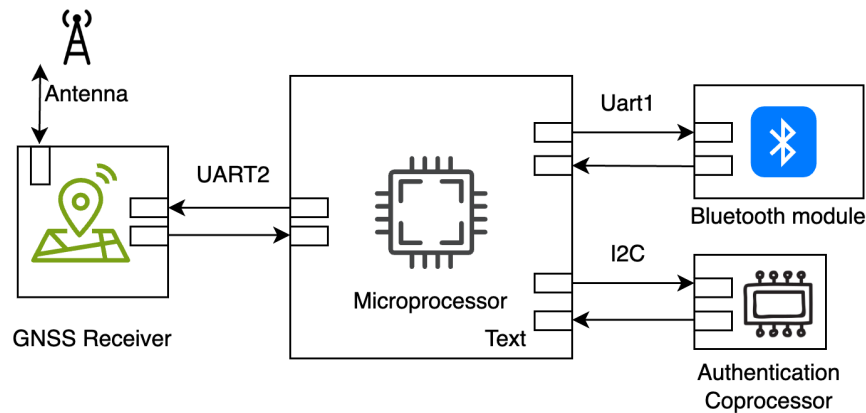 Antenna
Uart1
UART2
Bluetooth module
I2C
Microprocessor
GNSS Receiver
Text
Authentication
Coprocessor